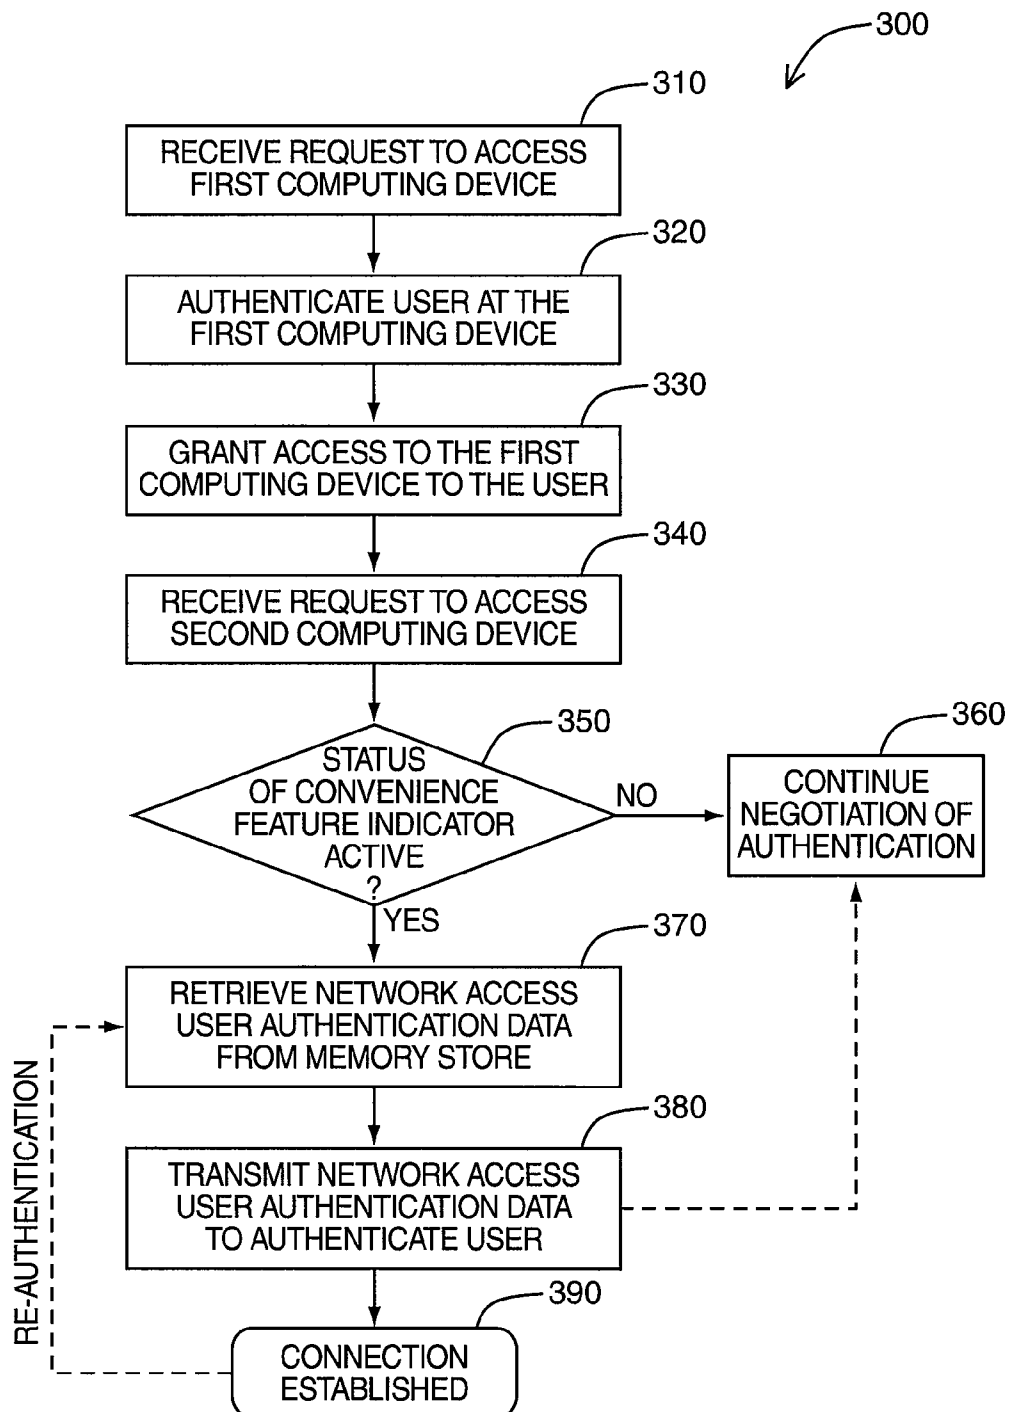 300
310
RECEIVE REQUEST TO ACCESS
FIRST COMPUTING DEVICE
320
AUTHENTICATE USER AT THE
FIRST COMPUTING DEVICE
330
GRANT ACCESS TO THE FIRST
COMPUTING DEVICE TO THE USER
340
RECEIVE REQUEST TO ACCESS
SECOND COMPUTING DEVICE
350
STATUS
OF CONVENIENCE
FEATURE INDICATOR
ACTIVE
?
NO
360
CONTINUE
NEGOTIATION OF
AUTHENTICATION
YES
370
RETRIEVE NETWORK ACCESS
USER AUTHENTICATION DATA
FROM MEMORY STORE
380
TRANSMIT NETWORK ACCESS
USER AUTHENTICATION DATA
TO AUTHENTICATE USER
RE-AUTHENTICATION
390
CONNECTION
ESTABLISHED